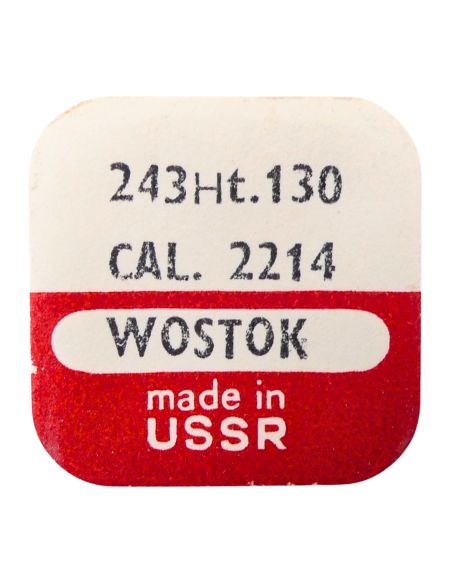 243Ht.130
CAL. 2214
WOSTOK
made in
USSR